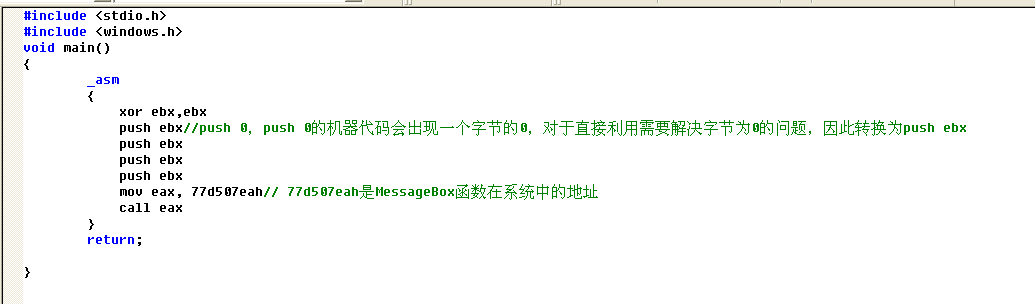 #include <stdio.h>
#include <windows.h>
void main()
{
_asm
{
xor ebx,ebx
push ebx//push 0，push 0的机器代码会出现一个字节的0，对于直接利用需要解决字节为0的问题，因此转换为push ebx
push ebx
push ebx
push ebx
mov eax, 77d507eah// 77d507eah是MessageBox函数在系统中的地址
call eax
}
return;
}